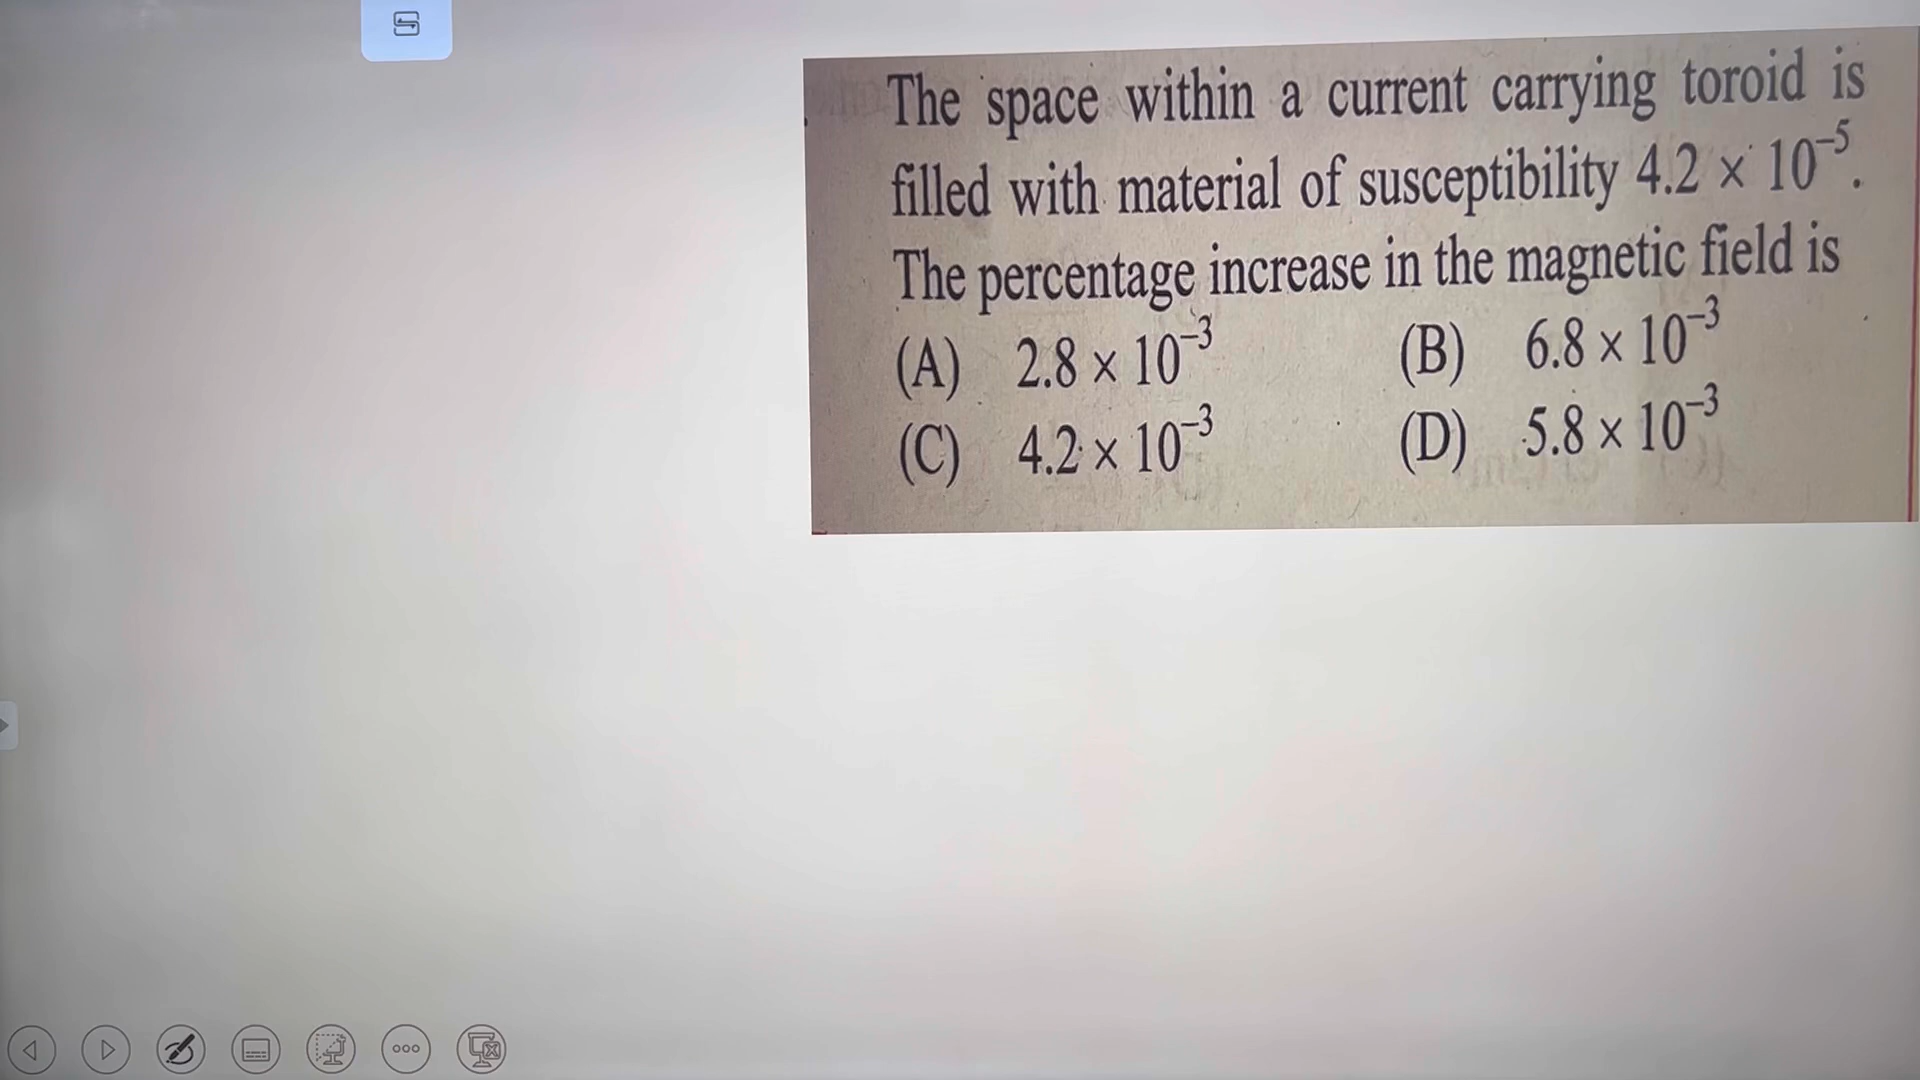 The space within a current carrying toroid is
filled with material of susceptibility 4.2 × 10⁻⁵.
The percentage increase in the magnetic field is
(A) 2.8 × 10⁻³ (B) 6.8 × 10⁻³
(C) 4.2 × 10⁻³ (D) 5.8 × 10⁻³